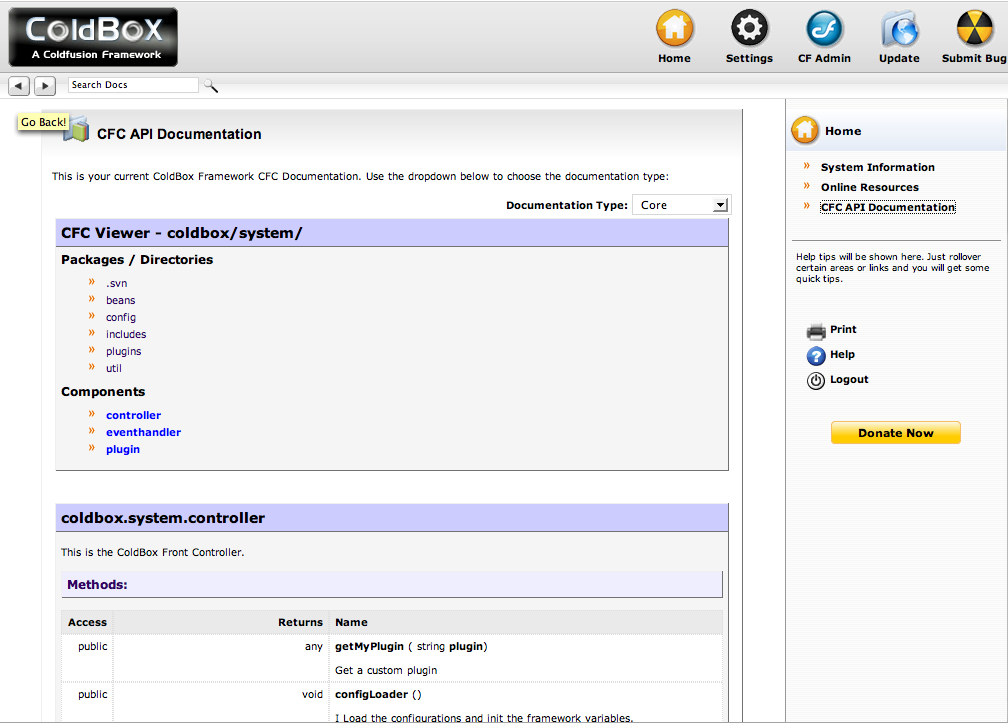 ColdBox
A Coldfusion Framework
Home
Settings
CF Admin
Update
Submit Bug
Search Docs
Go Back!
CFC API Documentation
This is your current ColdBox Framework CFC Documentation. Use the dropdown below to choose the documentation type:
Documentation Type: Core
CFC Viewer - coldbox/system/
Packages / Directories
» .svn
» beans
» config
» includes
» plugins
» util
Components
» controller
» eventhandler
» plugin
coldbox.system.controller
This is the ColdBox Front Controller.
Methods:
Access Returns Name
public any getMyPlugin ( string plugin)
Get a custom plugin
public void configLoader ()
I Load the configurations and init the framework variables.
Home
» System Information
» Online Resources
» CFC API Documentation
Help tips will be shown here. Just rollover
certain areas or links and you will get some
quick tips.
Print
Help
Logout
Donate Now